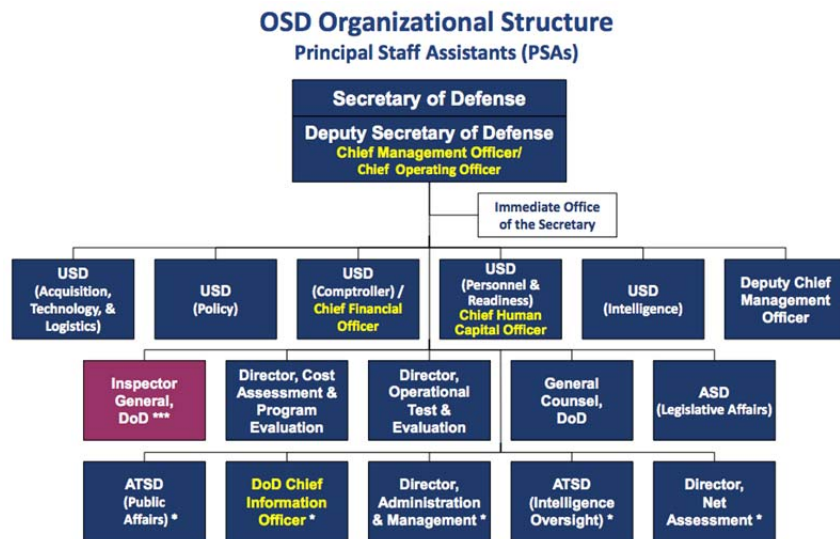 OSD Organizational Structure
Principal Staff Assistants (PSAs)
Secretary of Defense
Deputy Secretary of Defense
Chief Management Officer/
Chief Operating Officer
Immediate Office
of the Secretary
USD
(Acquisition,
Technology, &
Logistics)
USD
(Policy)
USD
(Comptroller) /
Chief Financial
Officer
USD
(Personnel &
Readiness)
Chief Human
Capital Officer
USD
(Intelligence)
Deputy Chief
Management
Officer
Inspector
General,
DoD ***
Director, Cost
Assessment &
Program
Evaluation
Director,
Operational
Test &
Evaluation
General
Counsel,
DoD
ASD
(Legislative Affairs)
ATSD
(Public
Affairs) *
DoD Chief
Information
Officer *
Director,
Administration
& Management *
ATSD
(Intelligence
Oversight) *
Director,
Net
Assessment *